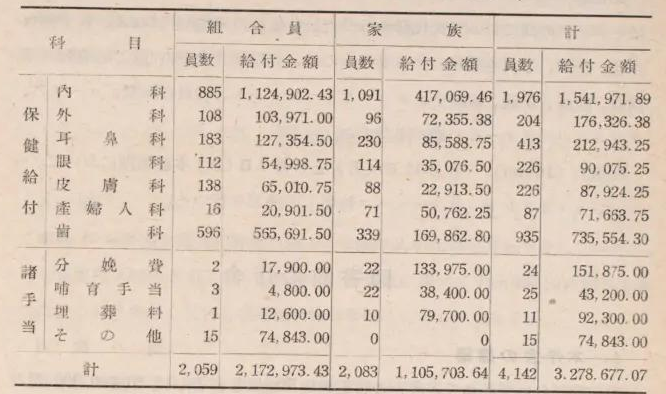 科目 組合員 家族 計
員数 給付金額 員数 給付金額 員数 給付金額
保健給付
内科 885 1,124,902.43 1,091 417,069.46 1,976 1,541,971.89
外科 108 103,971.00 96 72,355.38 204 176,326.38
耳鼻科 183 127,354.50 230 85,588.75 413 212,943.25
眼科 112 54,998.75 114 35,076.50 226 90,075.25
皮膚科 138 65,010.75 88 22,913.50 226 87,924.25
産婦人科 16 20,901.50 71 50,762.25 87 71,663.75
歯科 596 565,691.50 339 169,862.80 935 735,554.30
諸手当
分娩費 2 17,900.00 22 133,975.00 24 151,875.00
哺育手当 3 4,800.00 22 38,400.00 25 43,200.00
埋葬料 1 12,600.00 10 79,700.00 11 92,300.00
その他 15 74,843.00 0 0 15 74,843.00
計 2,059 2,172,973.43 2,083 1,105,703.64 4,142 3.278.677.07